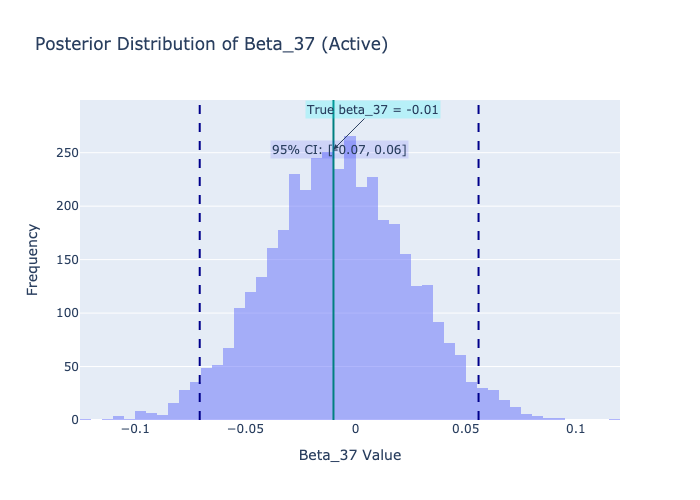 Posterior Distribution of Beta_37 (Active)
True beta_37 = -0.01
95% CI: [-0.07, 0.06]
250
200
150
100
50
0
Frequency
−0.1
−0.05
0
0.05
0.1
Beta_37 Value